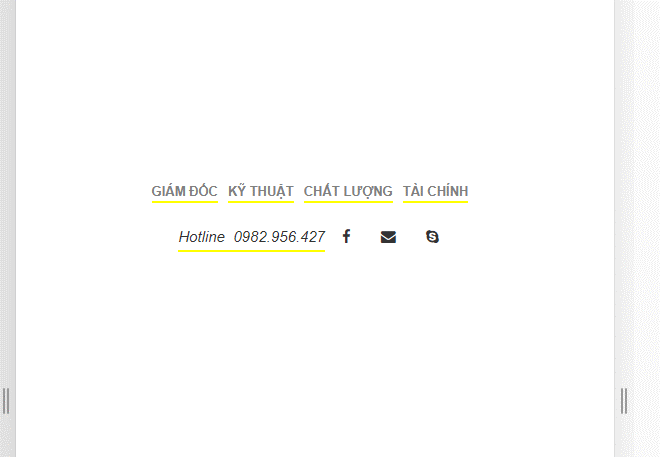 GIÁM ĐỐC KỸ THUẬT CHẤT LƯỢNG TÀI CHÍNH
Hotline 0982.956.427